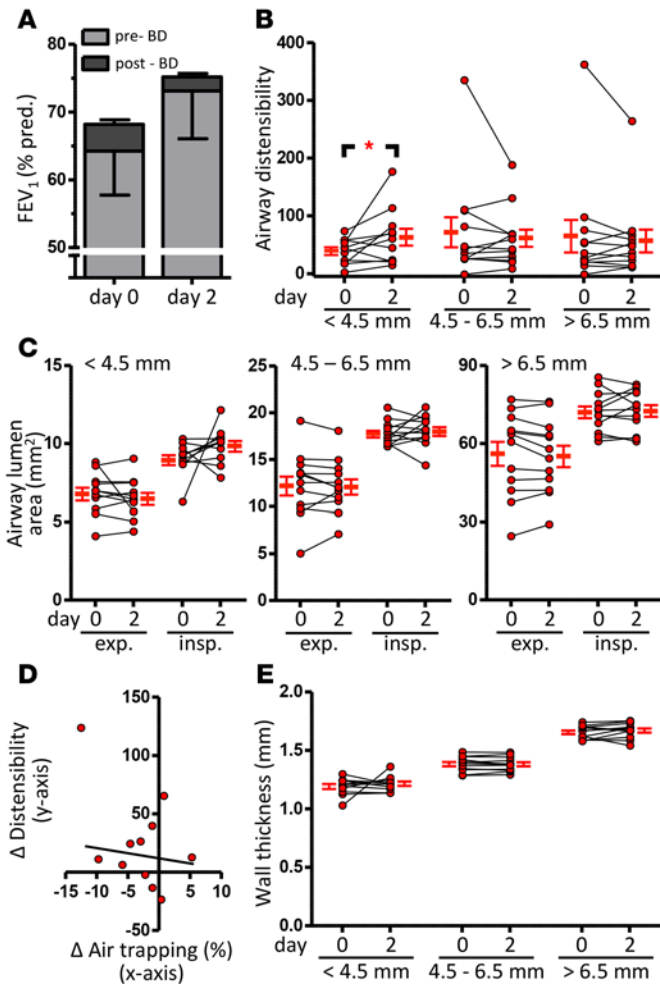 A
pre- BD
post - BD
FEV1 (% pred.)
80
70
60
50
day 0
day 2
B
Airway distensibility
400
300
200
100
0
*
day
0 2 0 2 0 2
< 4.5 mm
4.5 - 6.5 mm
> 6.5 mm
C
Airway lumen
area (mm²)
< 4.5 mm
15
10
5
0
4.5 – 6.5 mm
25
20
15
10
5
0
> 6.5 mm
90
60
30
0
day 0 2 0 2
exp. insp.
0 2 0 2
exp. insp.
0 2 0 2
exp. insp.
D
Δ Distensibility
(y-axis)
150
100
50
-50
-15 -10 -5 0 5 10
Δ Air trapping (%)
(x-axis)
E
Wall thickness (mm)
2.0
1.5
1.0
0.0
day
0 2 0 2 0 2
< 4.5 mm
4.5 - 6.5 mm
> 6.5 mm